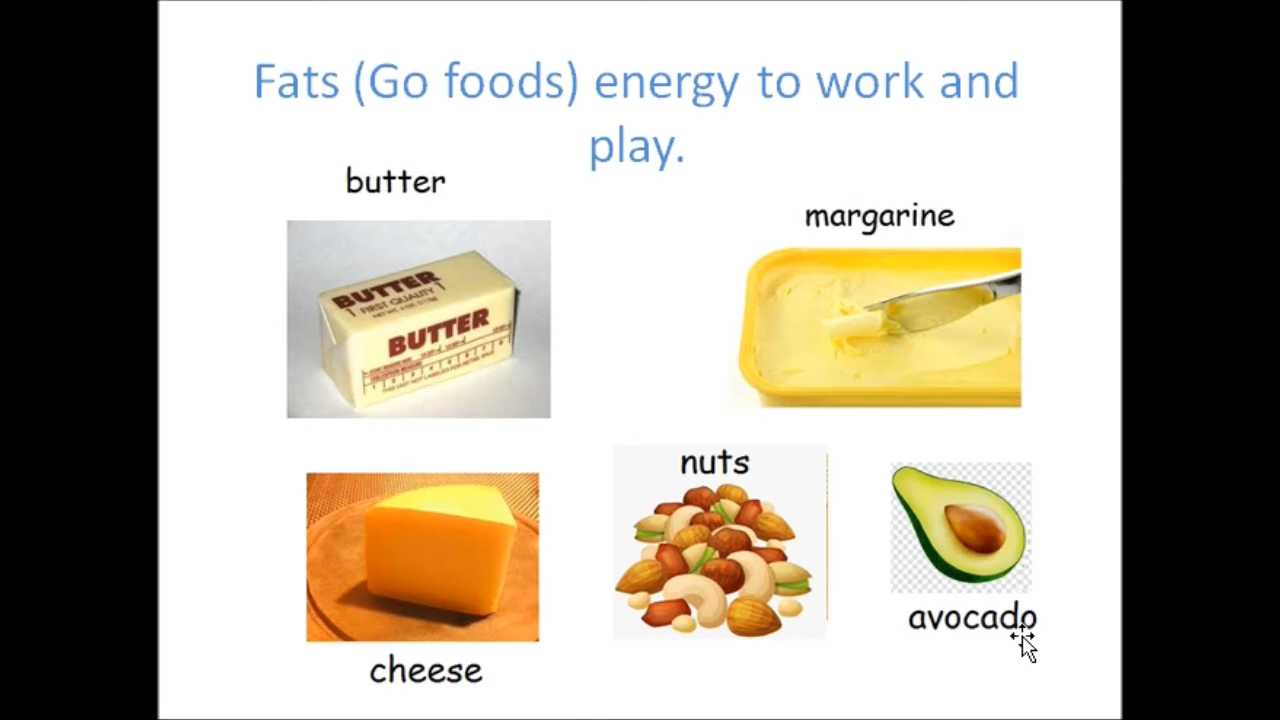 Fats (Go foods) energy to work and
play.
butter
margarine
BUTTER
FIRST QUALITY
BUTTER
nuts
avocado
cheese